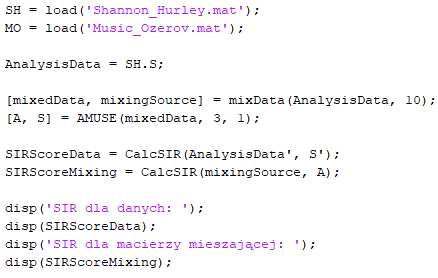 SH = load('Shannon_Hurley.mat');
MO = load('Music_Ozerov.mat');
AnalysisData = SH.S;
[mixedData, mixingSource] = mixData(AnalysisData, 10);
[A, S] = AMUSE(mixedData, 3, 1);
SIRScoreData = CalcSIR(AnalysisData', S');
SIRScoreMixing = CalcSIR(mixingSource, A);
disp('SIR dla danych: ');
disp(SIRScoreData);
disp('SIR dla macierzy mieszającej: ');
disp(SIRScoreMixing);